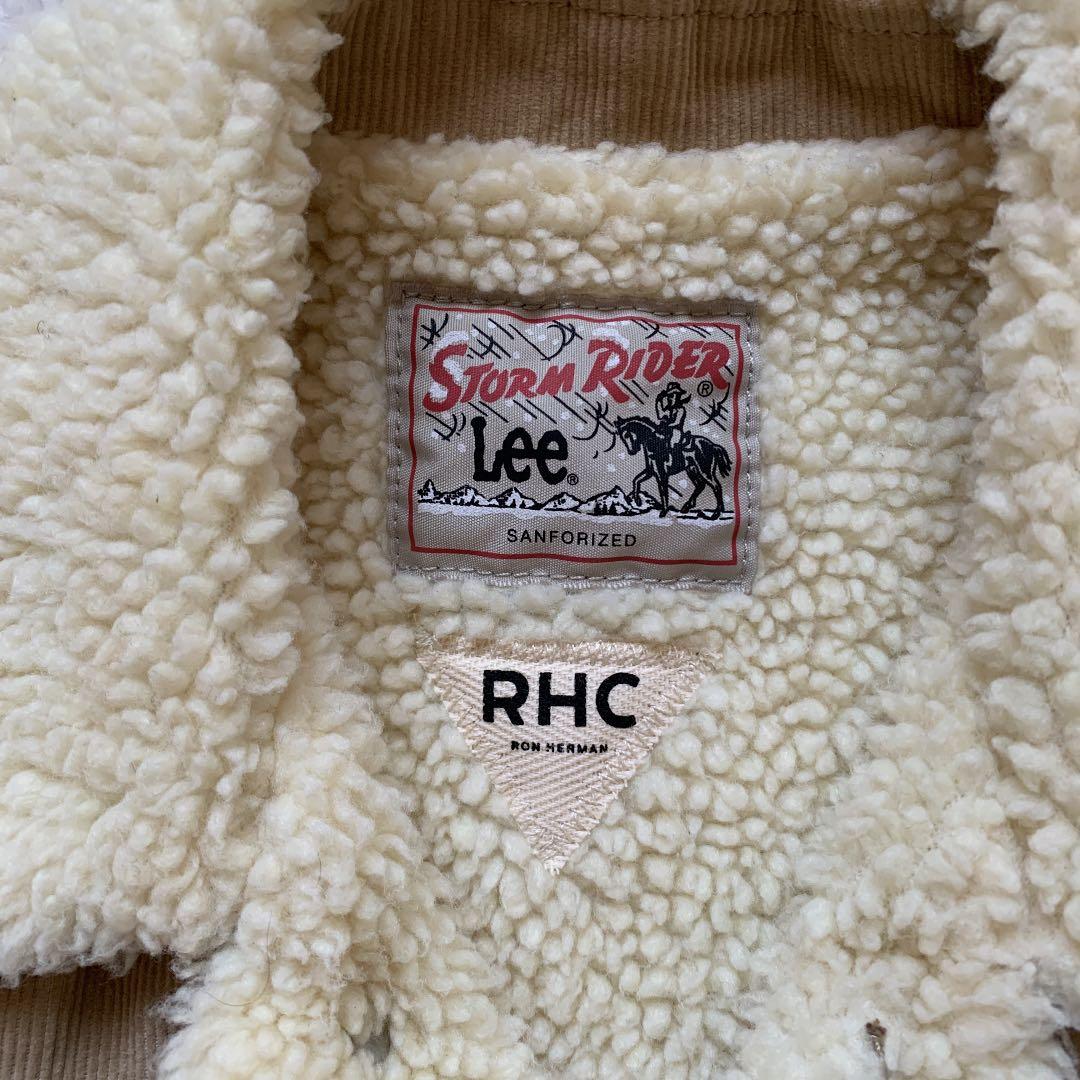 STORM RIDER ®
Lee ®
SANFORIZED
RHC
RON HERMAN